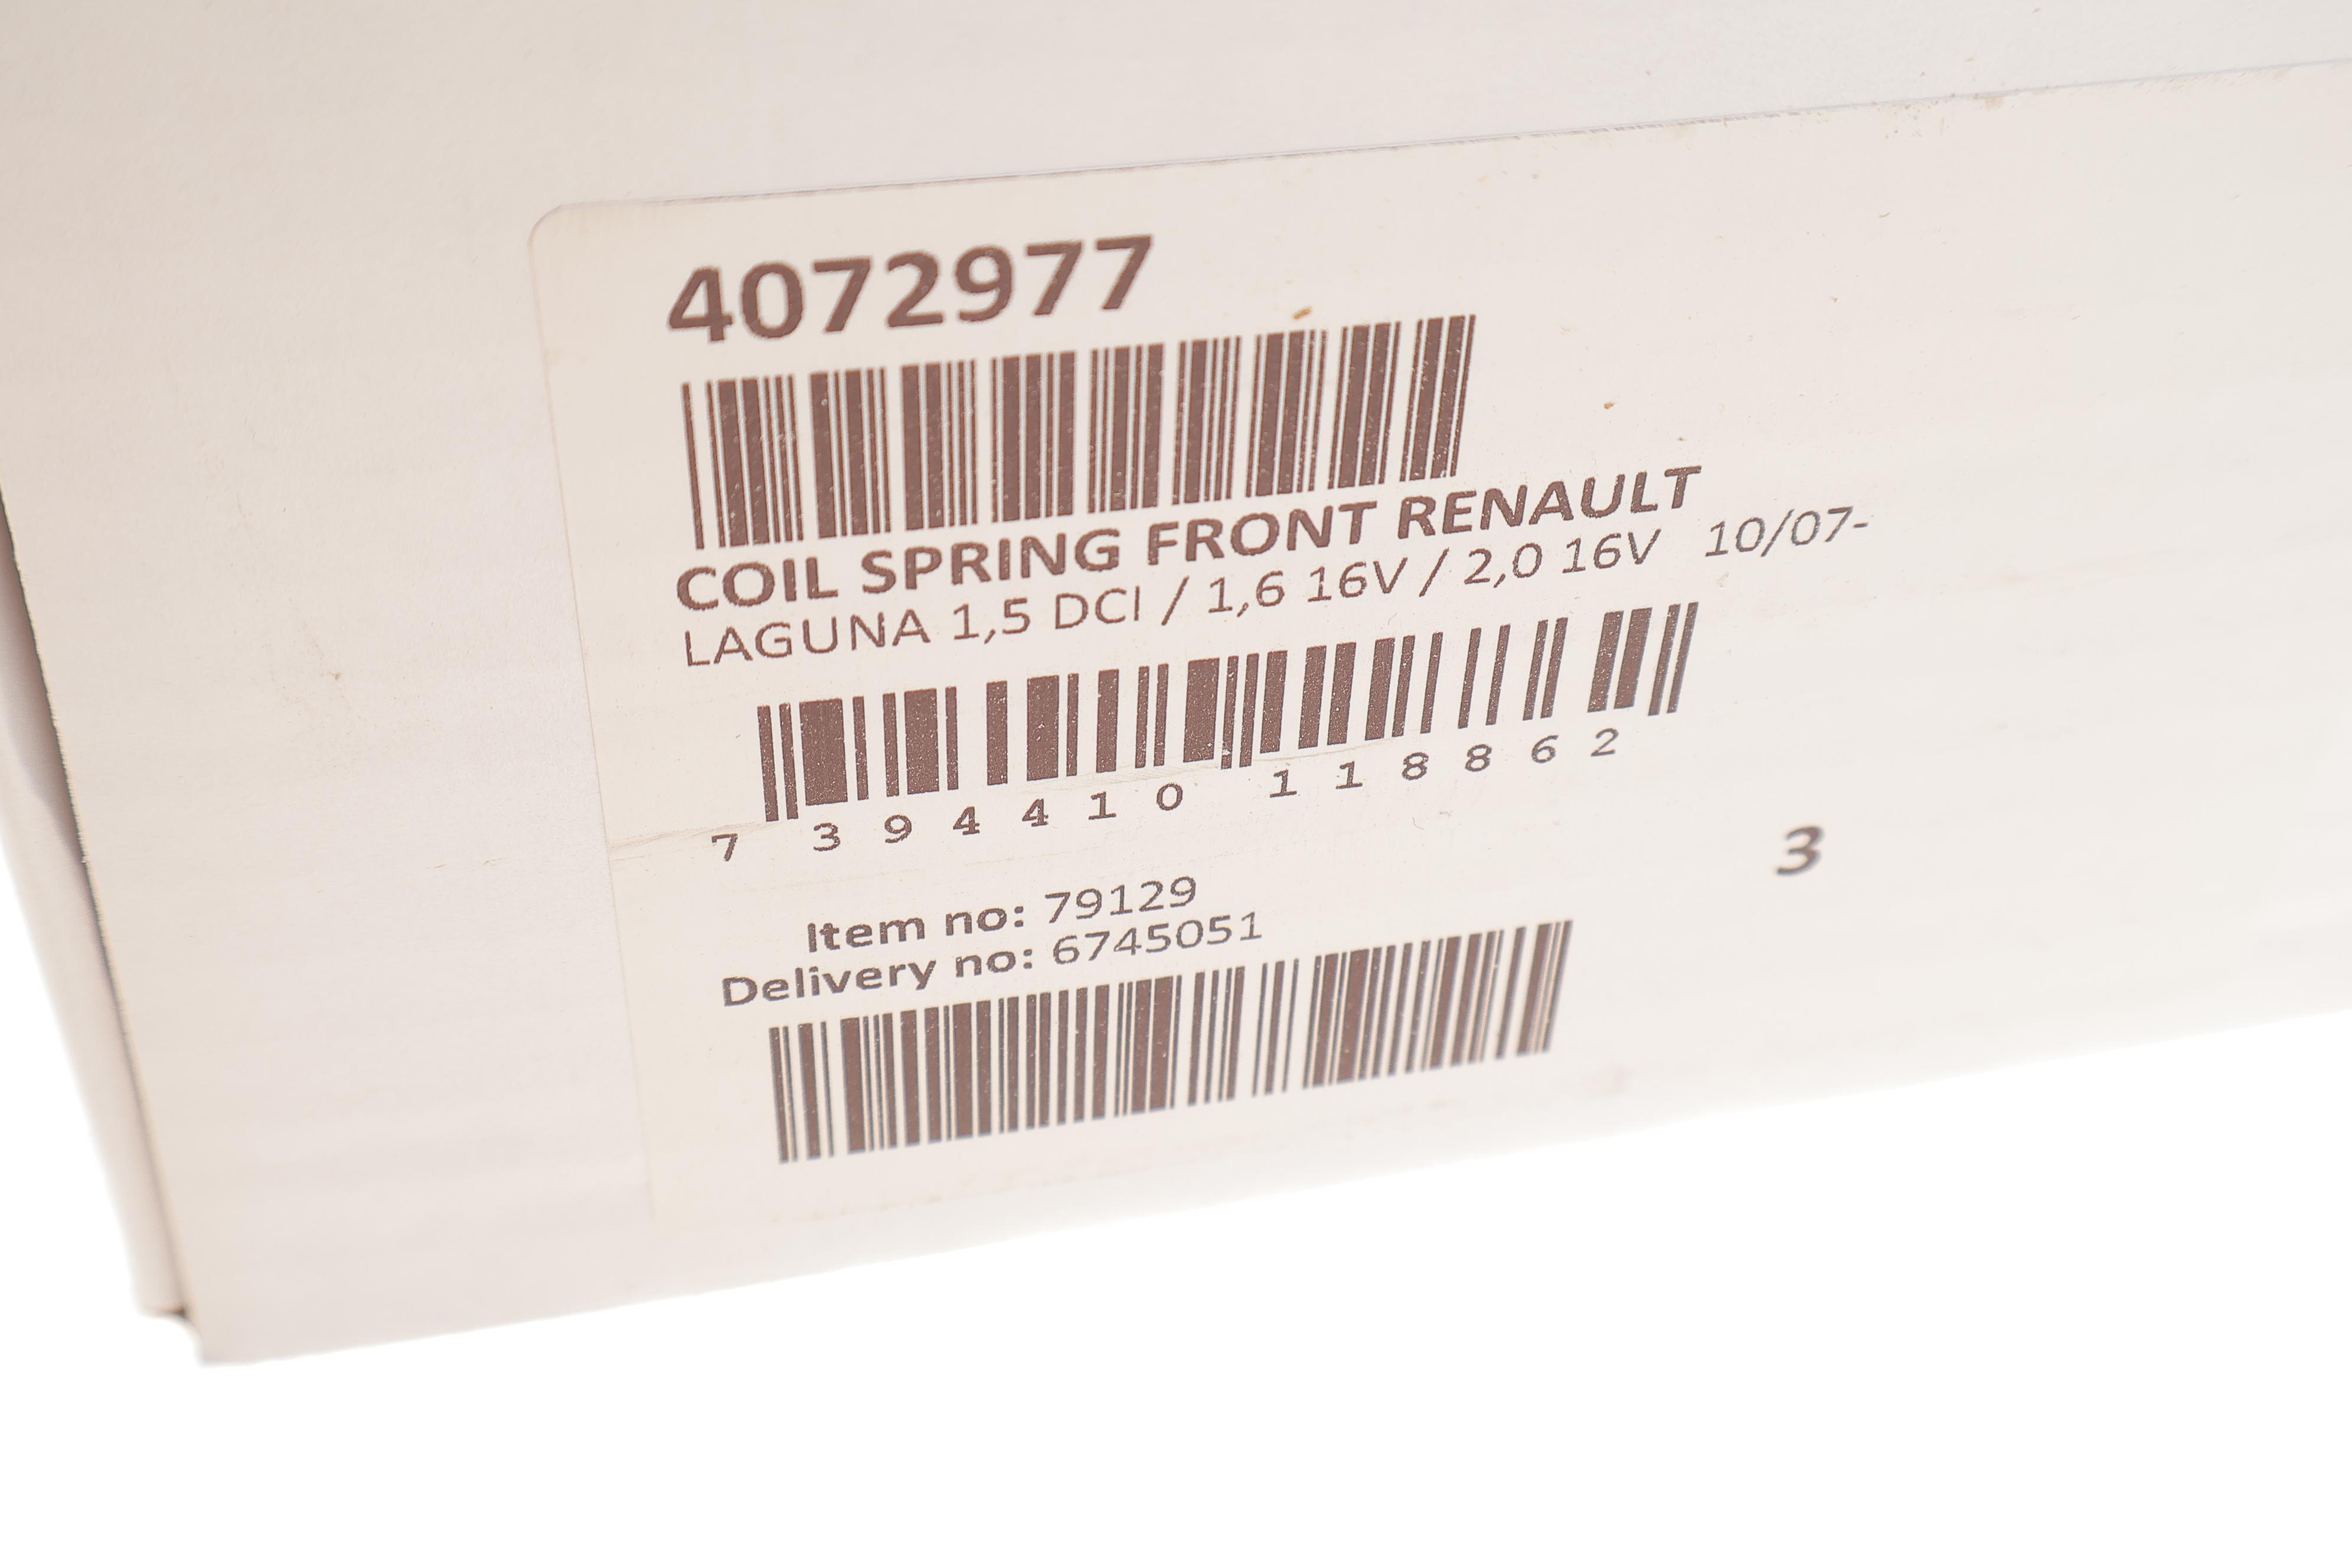 4072977
COIL SPRING FRONT RENAULT
LAGUNA 1,5 DCI / 1,6 16V / 2,0 16V 10/07-
7 394410 118862
3
Item no: 79129
Delivery no: 6745051